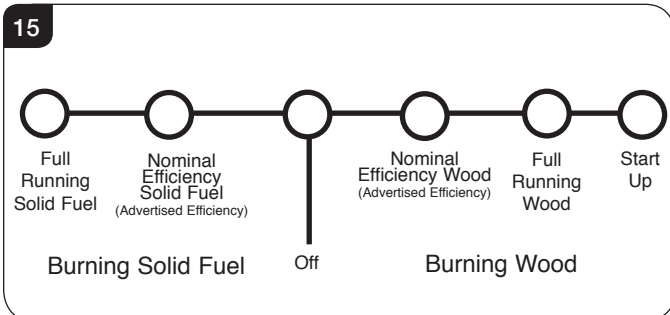 15
Full
Running
Solid Fuel
Nominal
Efficiency
Solid Fuel
(Advertised Efficiency)
Off
Nominal
Efficiency Wood
(Advertised Efficiency)
Full
Running
Wood
Start
Up
Burning Solid Fuel
Burning Wood